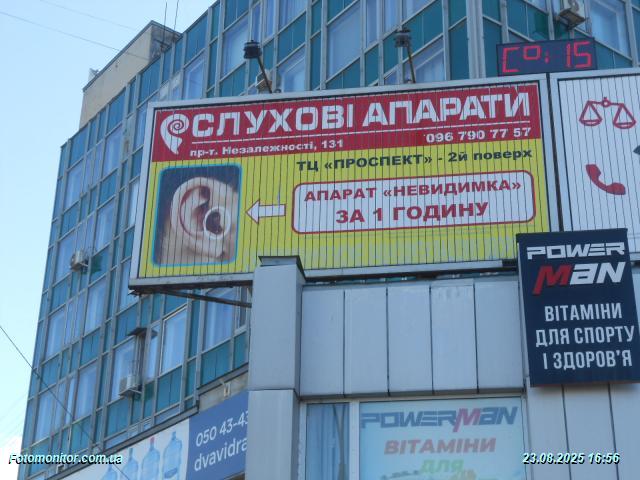 C°: 15
СЛУХОВІ АПАРАТИ
пр-т. Незалежності, 131
096 790 77 57
ТЦ «ПРОСПЕКТ» - 2й поверх
АПАРАТ «НЕВИДИМКА»
ЗА 1 ГОДИНУ
POWER
MAN
ВІТАМІНИ
ДЛЯ СПОРТУ
І ЗДОРОВ'Я
POWERMAN
ВІТАМІНИ
ДЛЯ
050 43-43
dvavidra
Fotomonitor.com.ua
23.08.2025 16:56